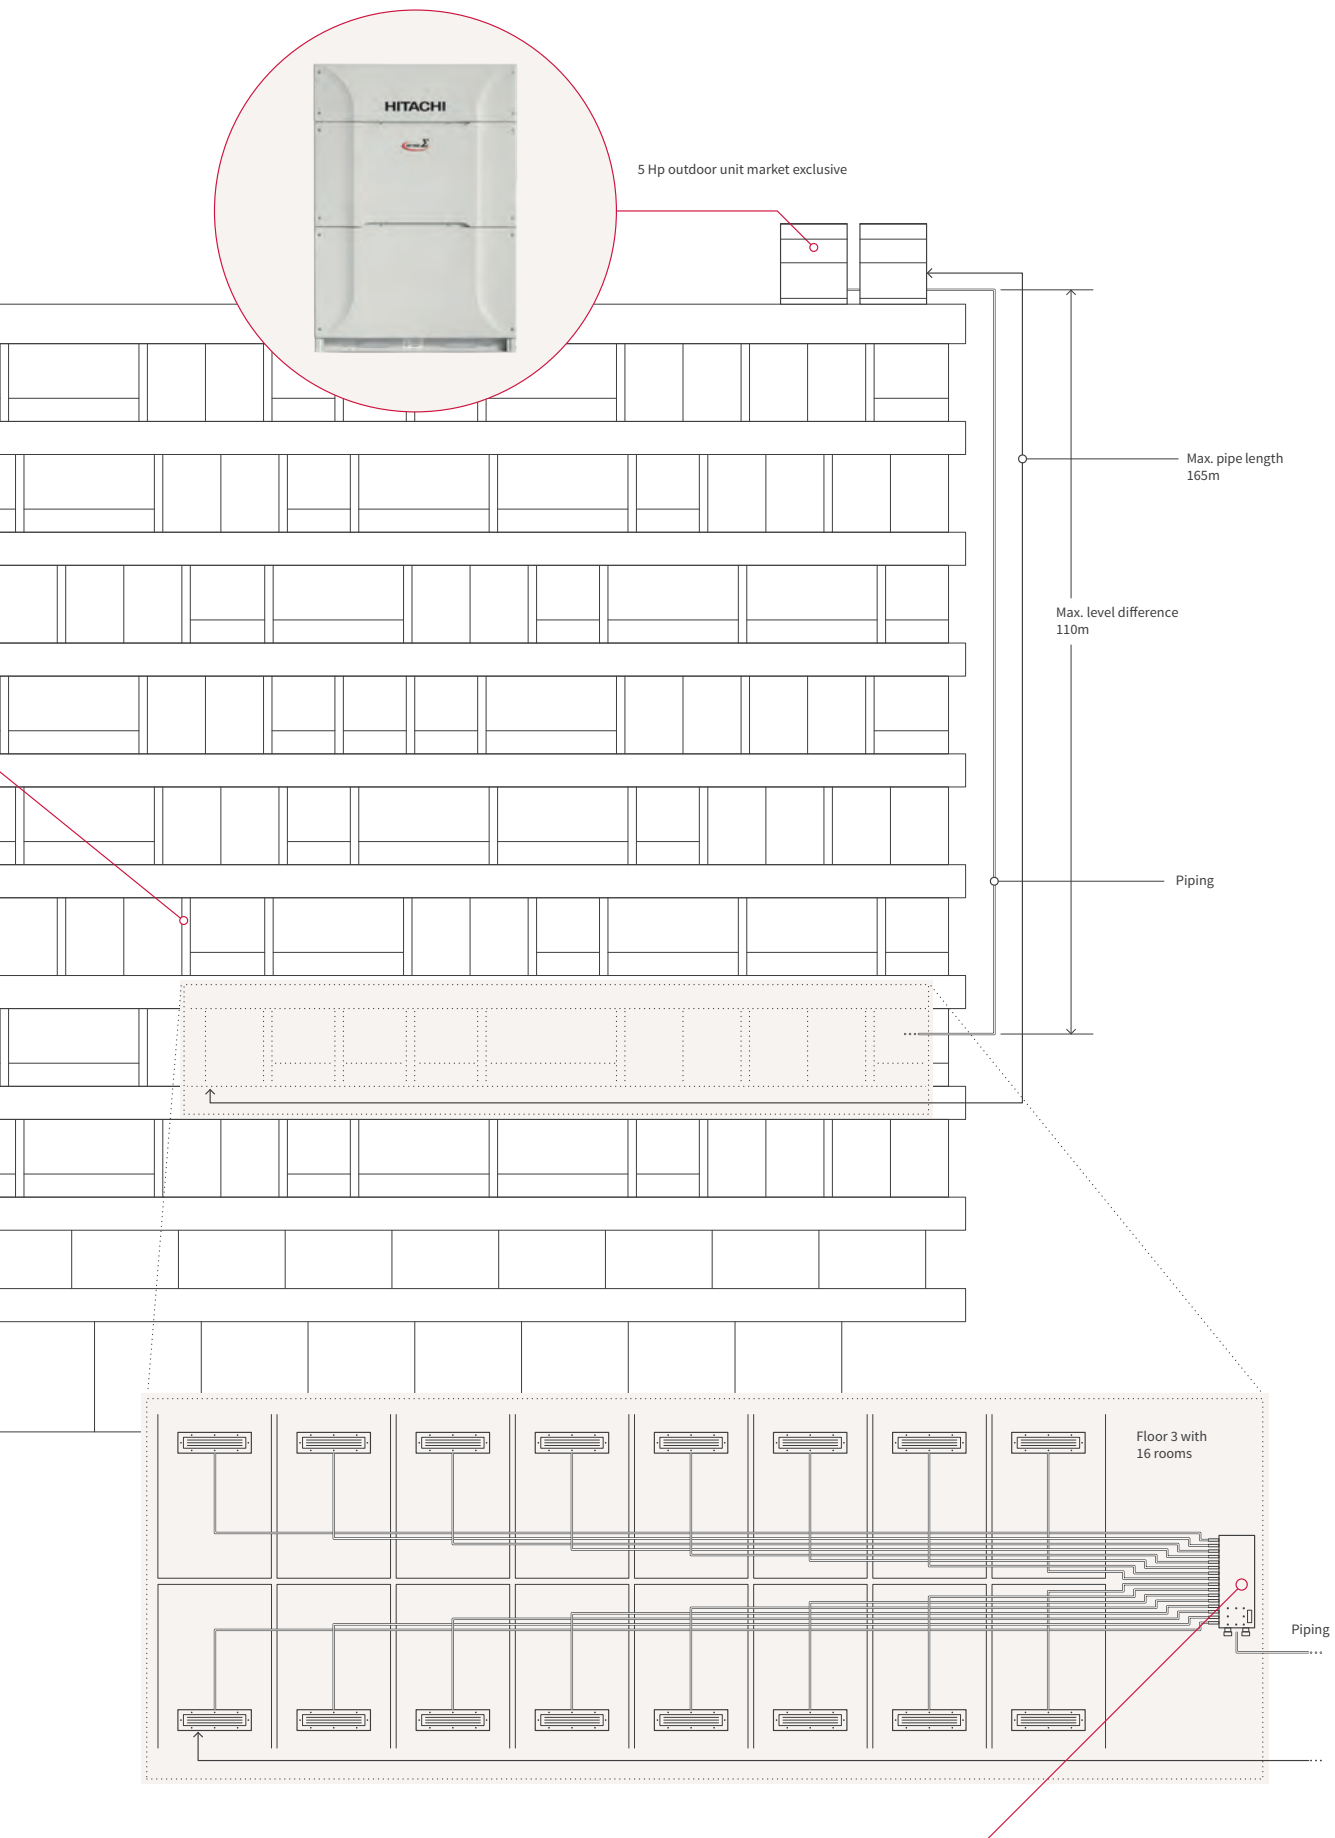 HITACHI
5 Hp outdoor unit market exclusive
Max. pipe length
165m
Max. level difference
110m
Piping
Floor 3 with
16 rooms
Piping